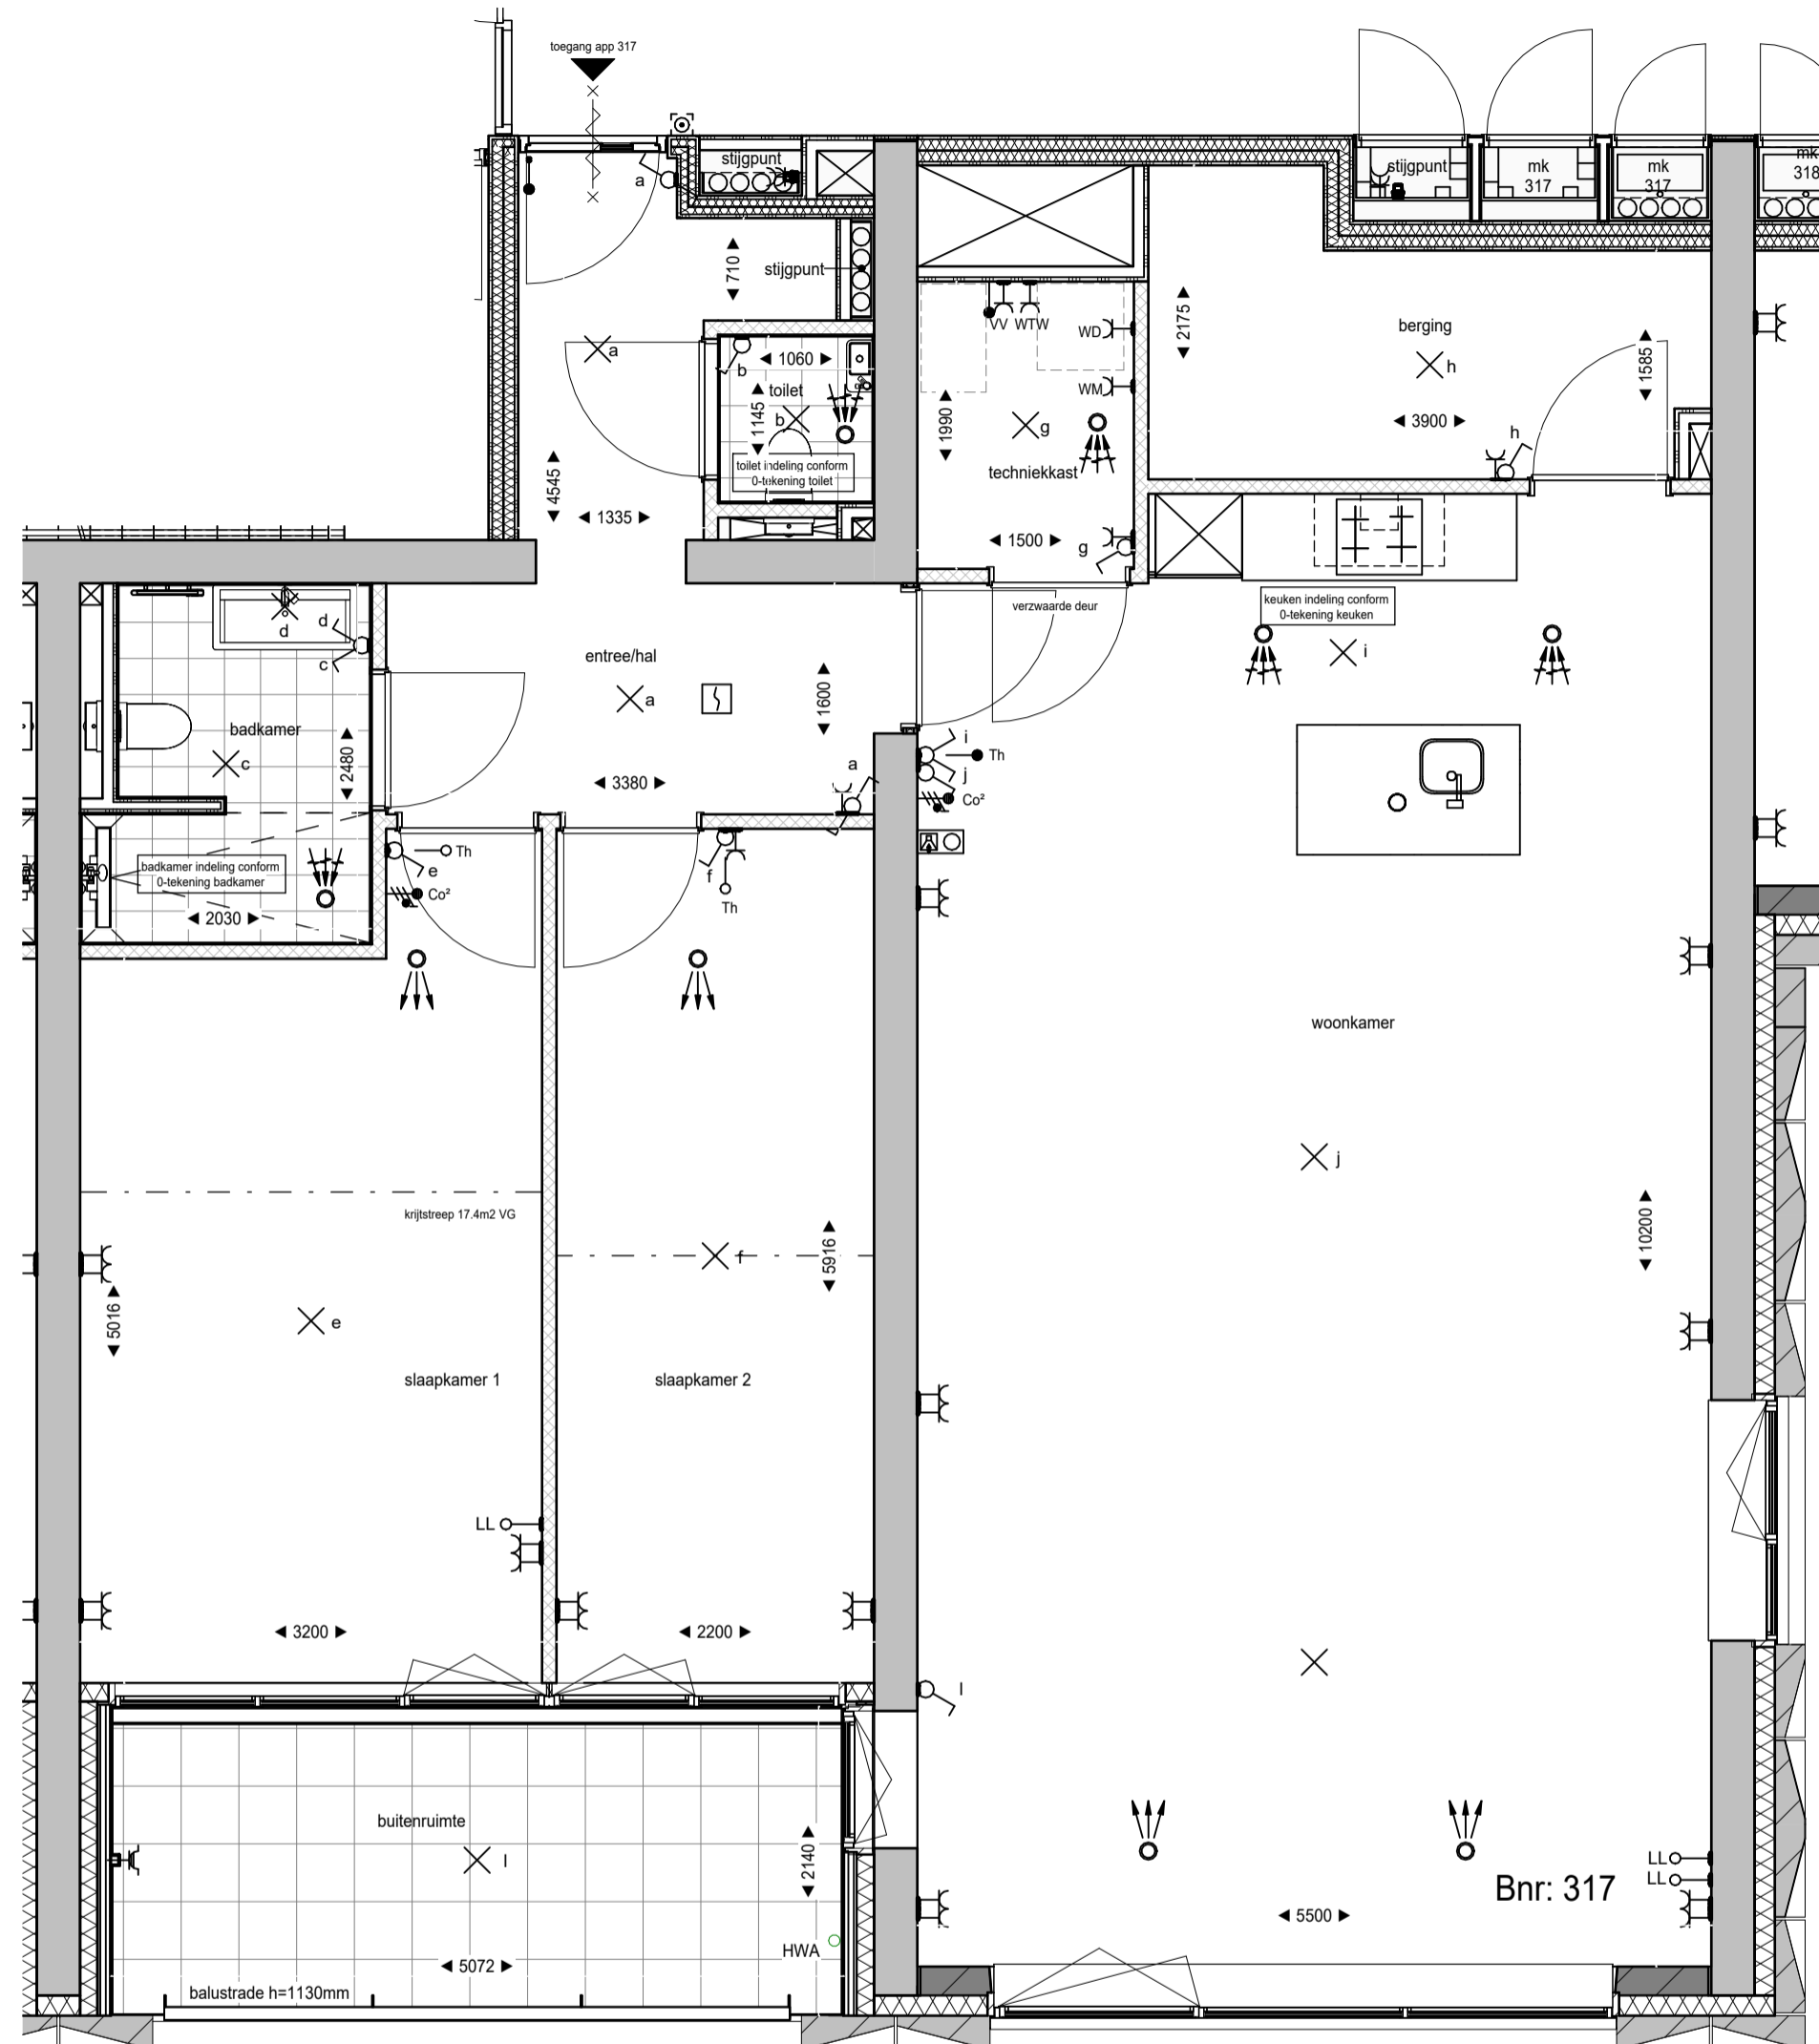 toegang app 317
a
stijgpunt
stijgpunt
mk
317
mk
317
mk
318
710
stijgpunt
a
b
1060
toilet
1145
b
toilet indeling conform
0-tekening toilet
4545
1335
VV
WTW
WD
WM
1990
g
techniekkast
1500
g
2175
berging
h
1585
3900
h
verzwaarde deur
keuken indeling conform
0-tekening keuken
i
d
d
c
badkamer
c
2480
badkamer indeling conform
0-tekening badkamer
2030
entree/hal
a
1600
3380
a
i
Th
j
Co²
Th
e
Co²
f
Th
woonkamer
j
10200
krijtstreep 17.4m2 VG
f
5916
5016
e
slaapkamer 1
slaapkamer 2
LL
3200
2200
l
buitenruimte
l
2140
HWA
5072
balustrade h=1130mm
LL
LL
Bnr: 317
5500